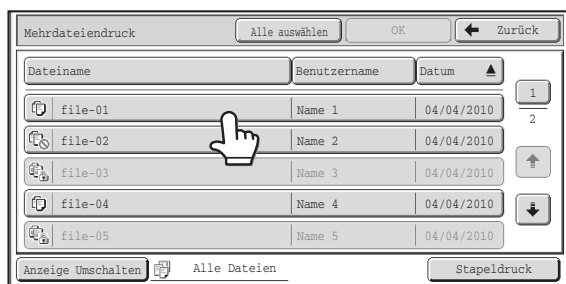 Mehrdateiendruck Alle auswählen OK Zurück
Dateiname Benutzername Datum
file-01 Name 1 04/04/2010 1
2
file-02 Name 2 04/04/2010
file-03 Name 3 04/04/2010
file-04 Name 4 04/04/2010
file-05 Name 5 04/04/2010
Anzeige Umschalten Alle Dateien Stapeldruck